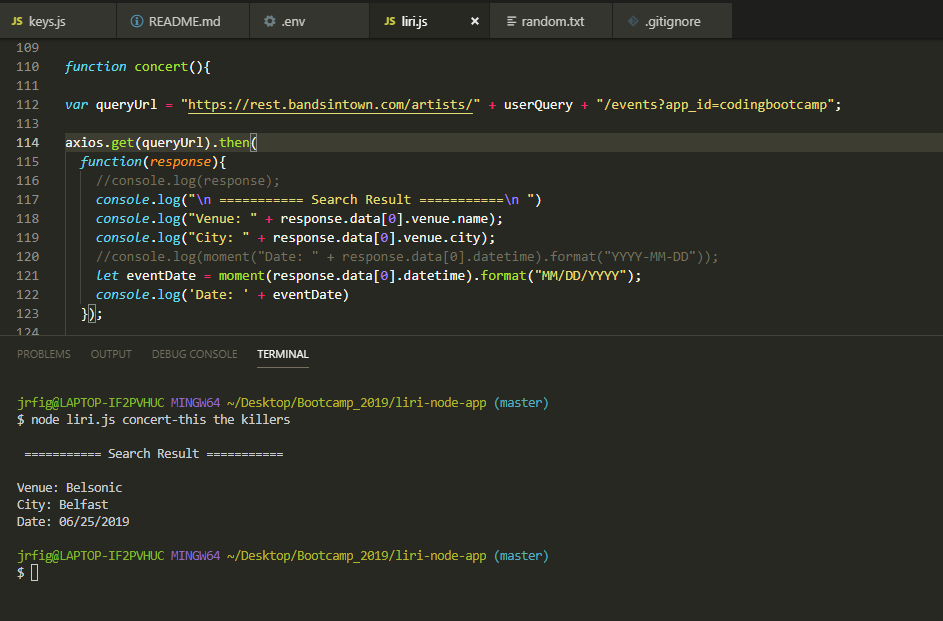 JS keys.js README.md .env JS liri.js × random.txt .gitignore
109
110 function concert(){
111
112 var queryUrl = "https://rest.bandsintown.com/artists/" + userQuery + "/events?app_id=codingbootcamp";
113
114 axios.get(queryUrl).then(
115 function(response){
116 //console.log(response);
117 console.log("\n =========== Search Result ===========\n ")
118 console.log("Venue: " + response.data[0].venue.name);
119 console.log("City: " + response.data[0].venue.city);
120 //console.log(moment("Date: " + response.data[0].datetime).format("YYYY-MM-DD"));
121 let eventDate = moment(response.data[0].datetime).format("MM/DD/YYYY");
122 console.log('Date: ' + eventDate)
123 });
124
PROBLEMS OUTPUT DEBUG CONSOLE TERMINAL
jrfig@LAPTOP-IF2PVHUC MINGW64 ~/Desktop/Bootcamp_2019/liri-node-app (master)
$ node liri.js concert-this the killers
=========== Search Result ===========
Venue: Belsonic
City: Belfast
Date: 06/25/2019
jrfig@LAPTOP-IF2PVHUC MINGW64 ~/Desktop/Bootcamp_2019/liri-node-app (master)
$